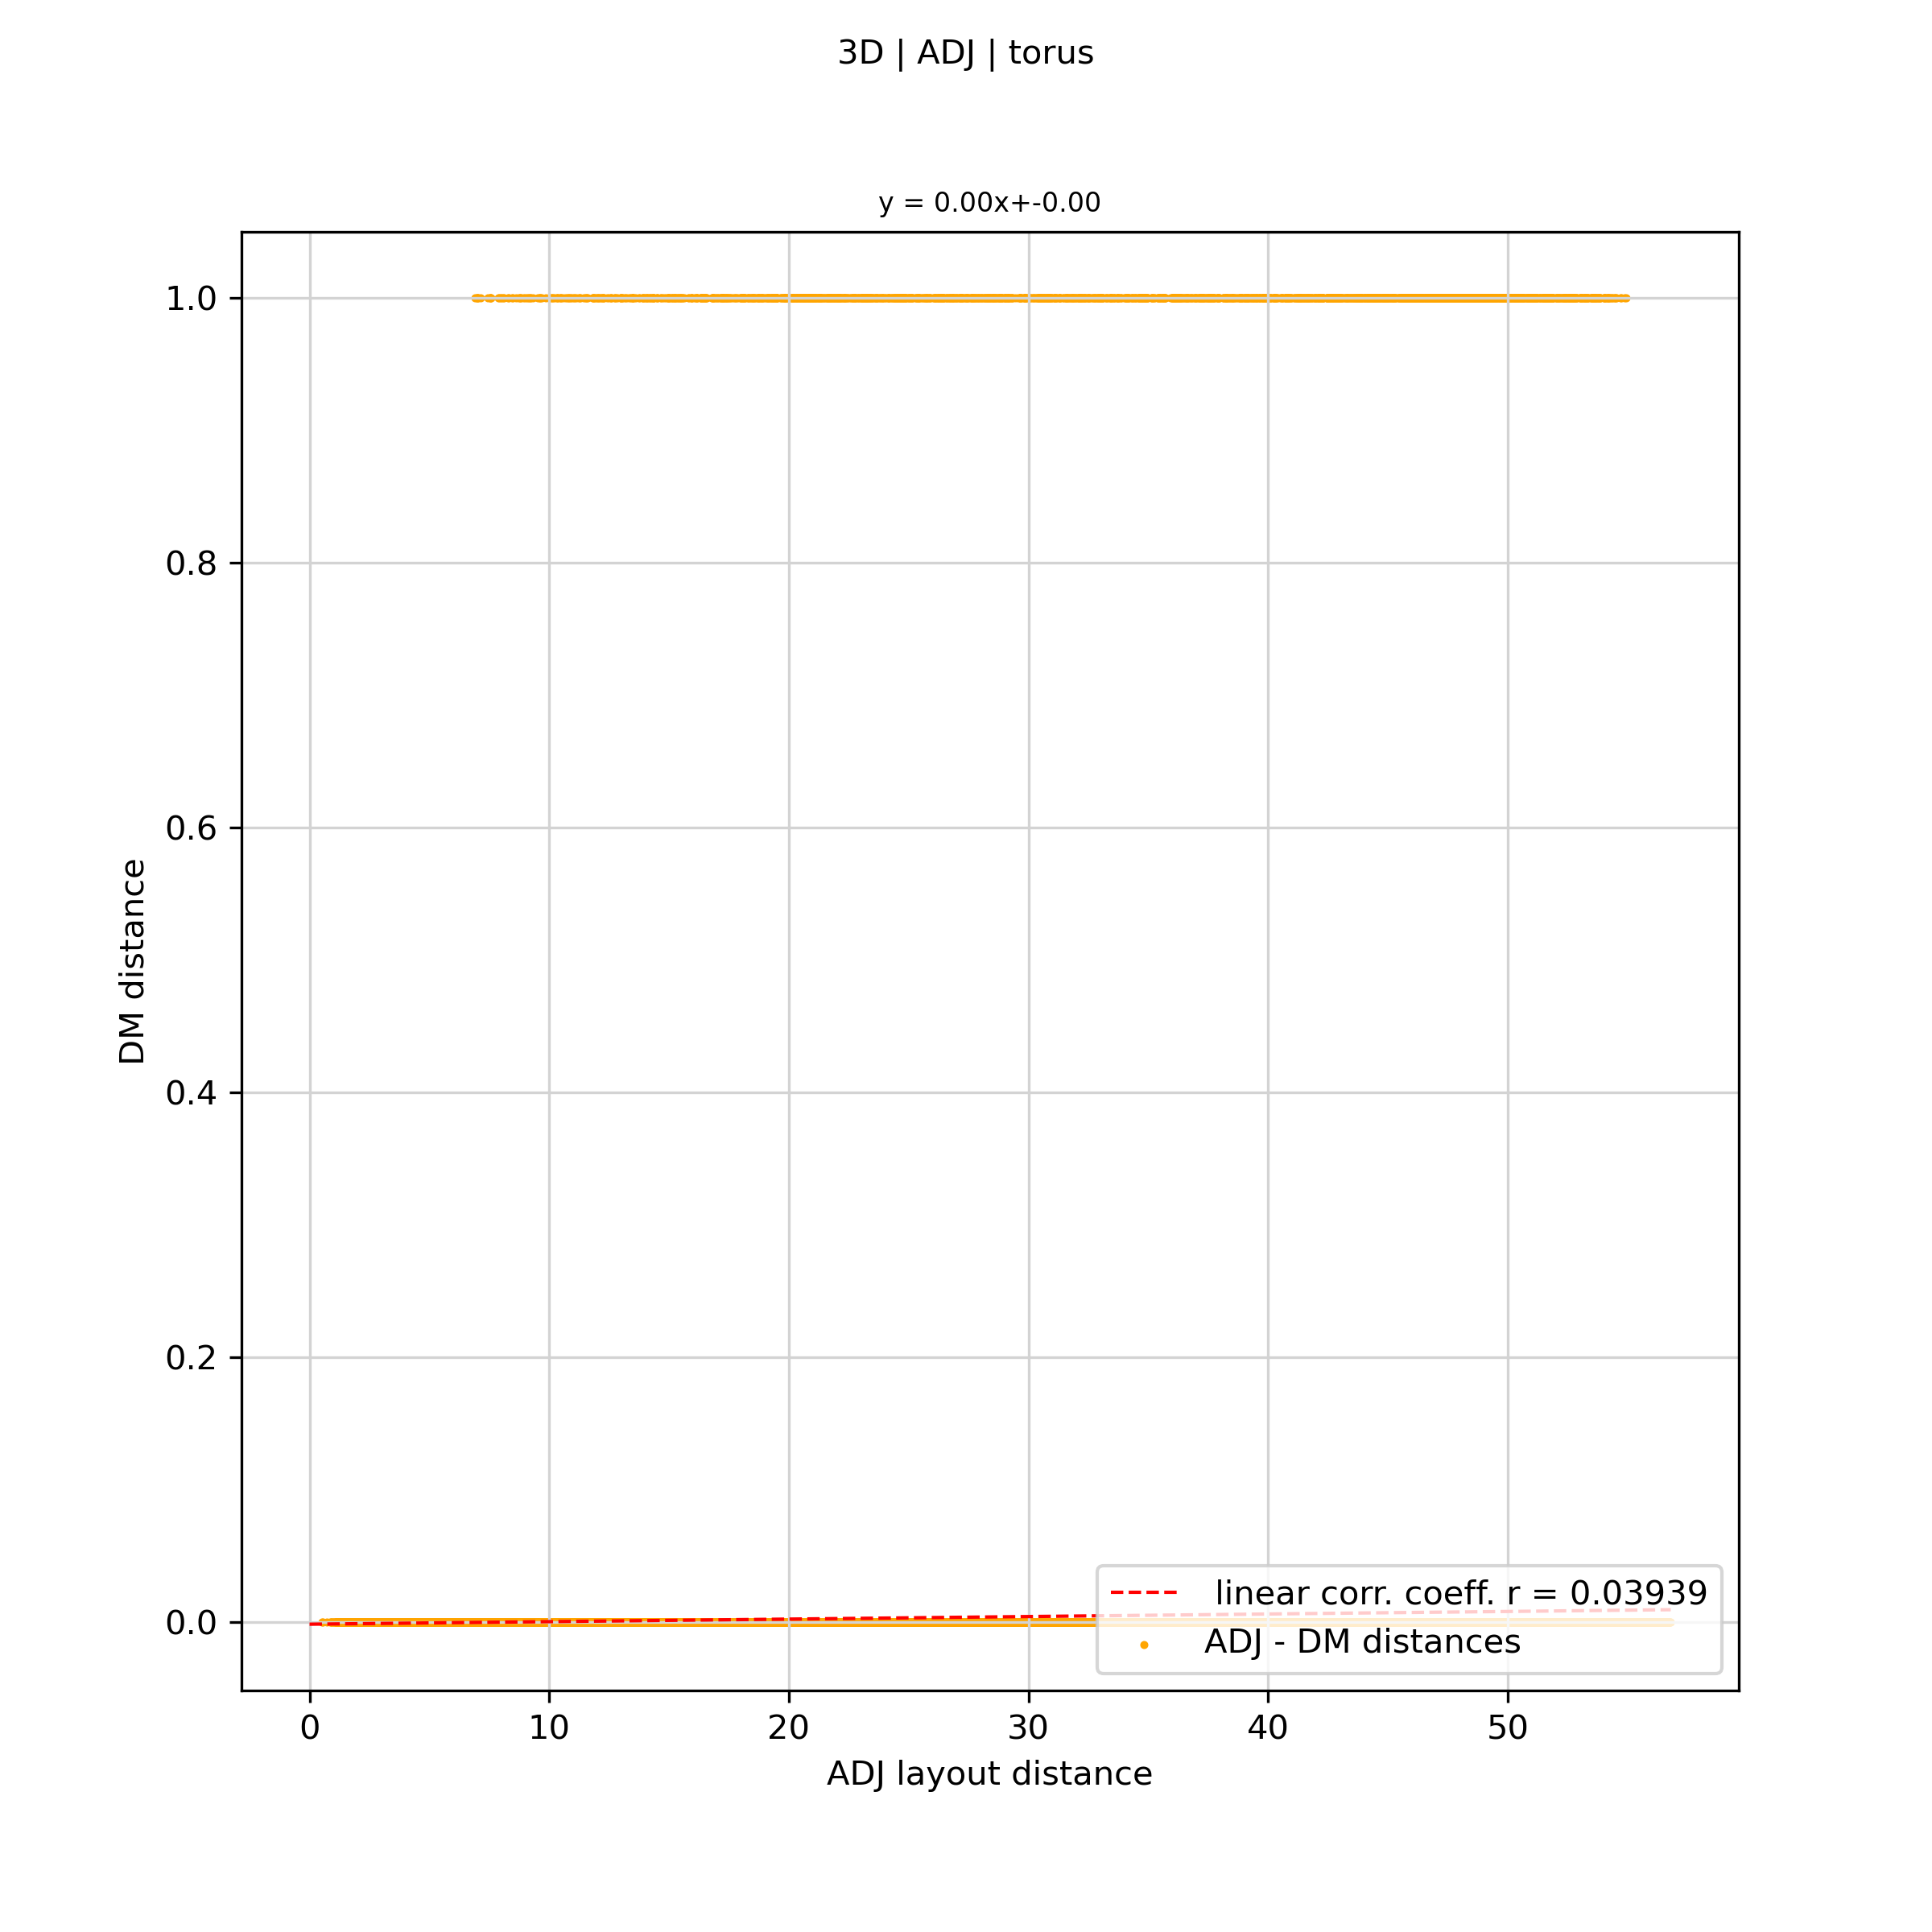 3D | ADJ | torus
y = 0.00x+-0.00
1.0
0.8
0.6
0.4
0.2
0.0
DM distance
linear corr. coeff. r = 0.03939
ADJ - DM distances
0 10 20 30 40 50
ADJ layout distance